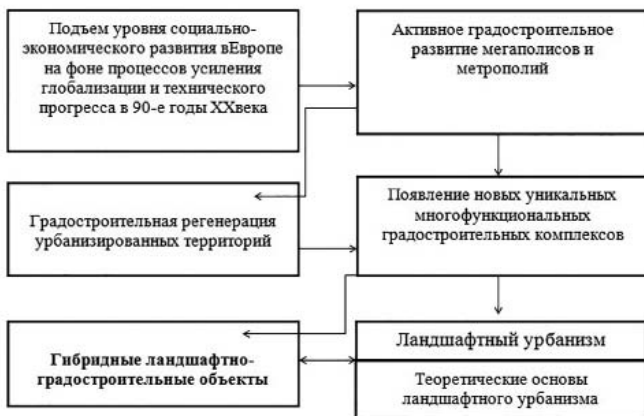 Подъем уровня социально-
экономического развития вЕвропе
на фоне процессов усиления
глобализации и технического
прогресса в 90-е годы XXвека
Активное градостроительное
развитие мегаполисов и
метрополий
Градостроительная регенерация
урбанизированных территорий
Появление новых уникальных
многофункциональных
градостроительных комплексов
Гибридные ландшафтно-
градостроительные объекты
Ландшафтный урбанизм
Теоретические основы
ландшафтного урбанизма